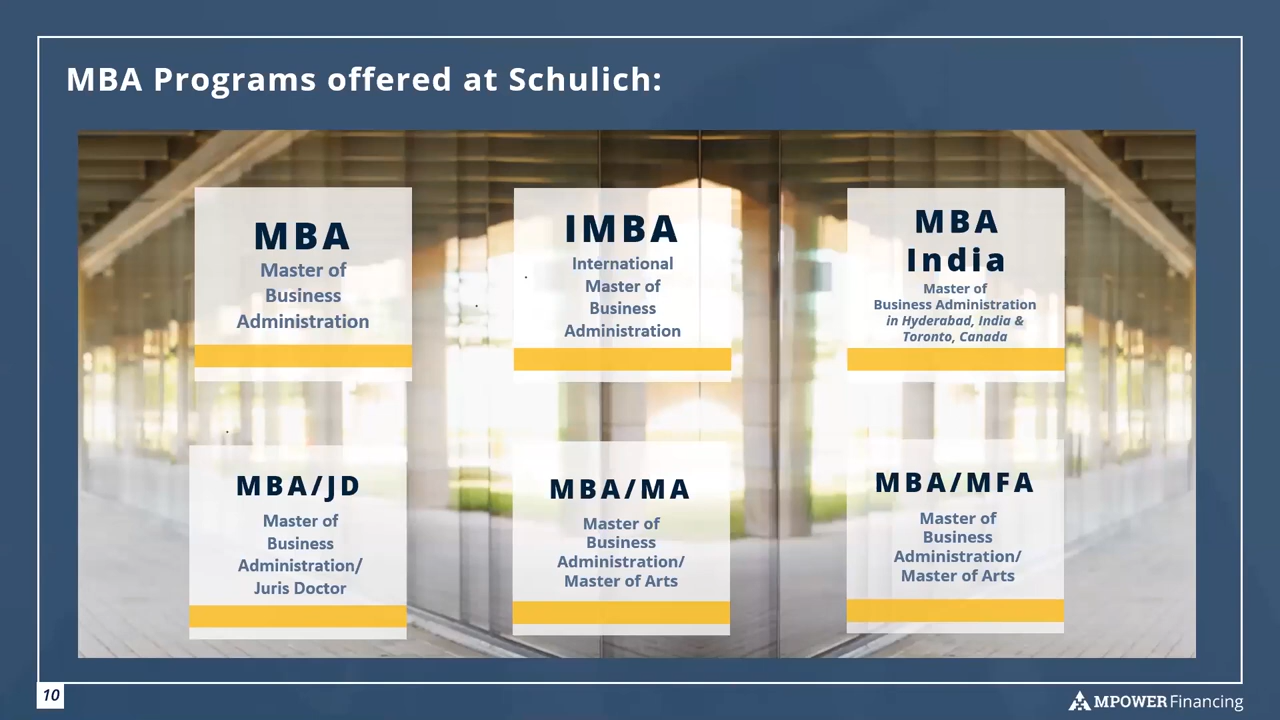 MBA Programs offered at Schulich:
MBA
Master of
Business
Administration
IMBA
International
Master of
Business
Administration
MBA
India
Master of
Business Administration
in Hyderabad, India &
Toronto, Canada
MBA/JD
Master of
Business
Administration/
Juris Doctor
MBA/MA
Master of
Business
Administration/
Master of Arts
MBA/MFA
Master of
Business
Administration/
Master of Arts
10
MPOWER Financing